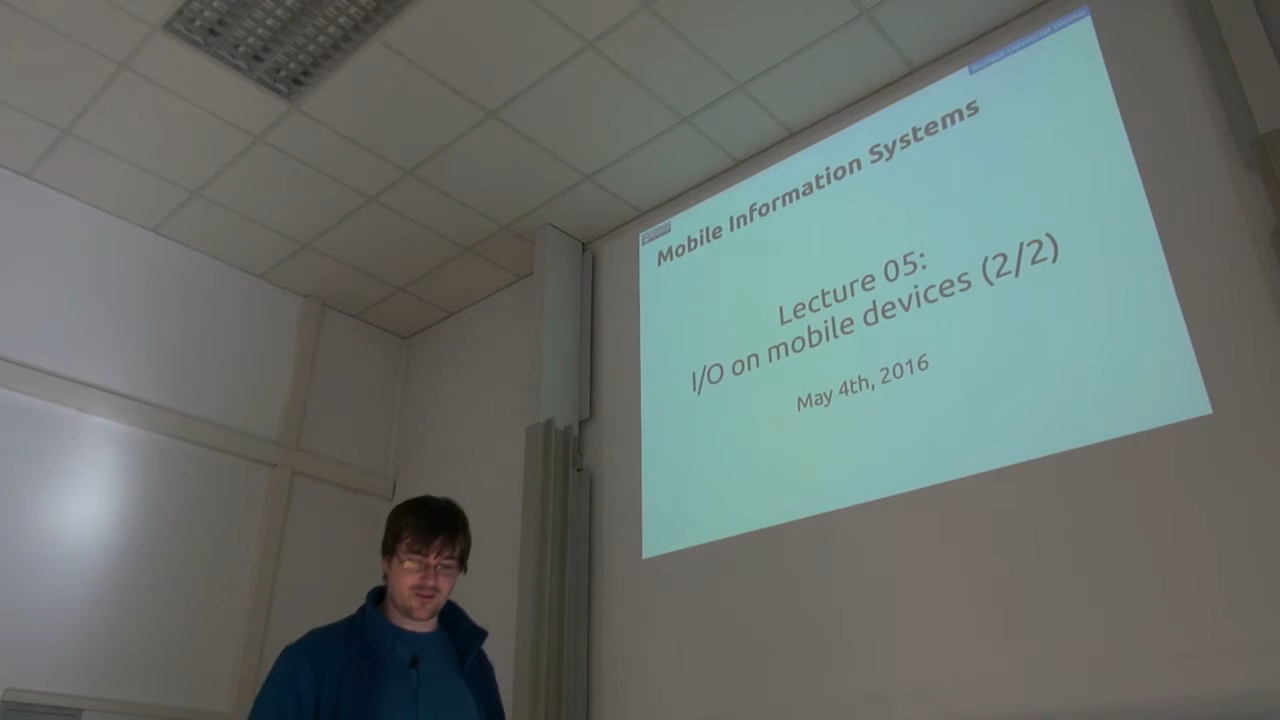 Mobile Information Systems
Lecture 05:
I/O on mobile devices (2/2)
May 4th, 2016